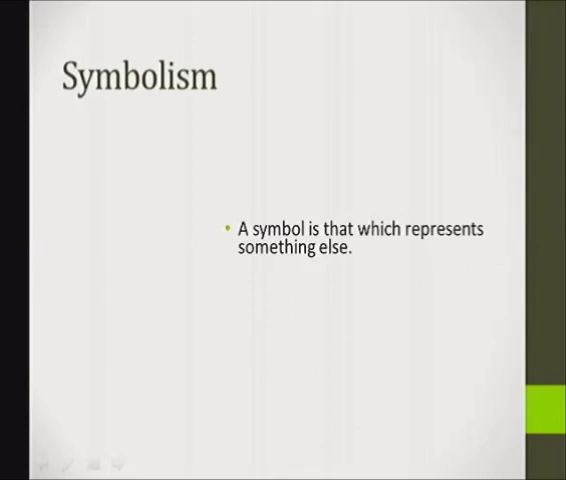 Symbolism
• A symbol is that which represents
something else.